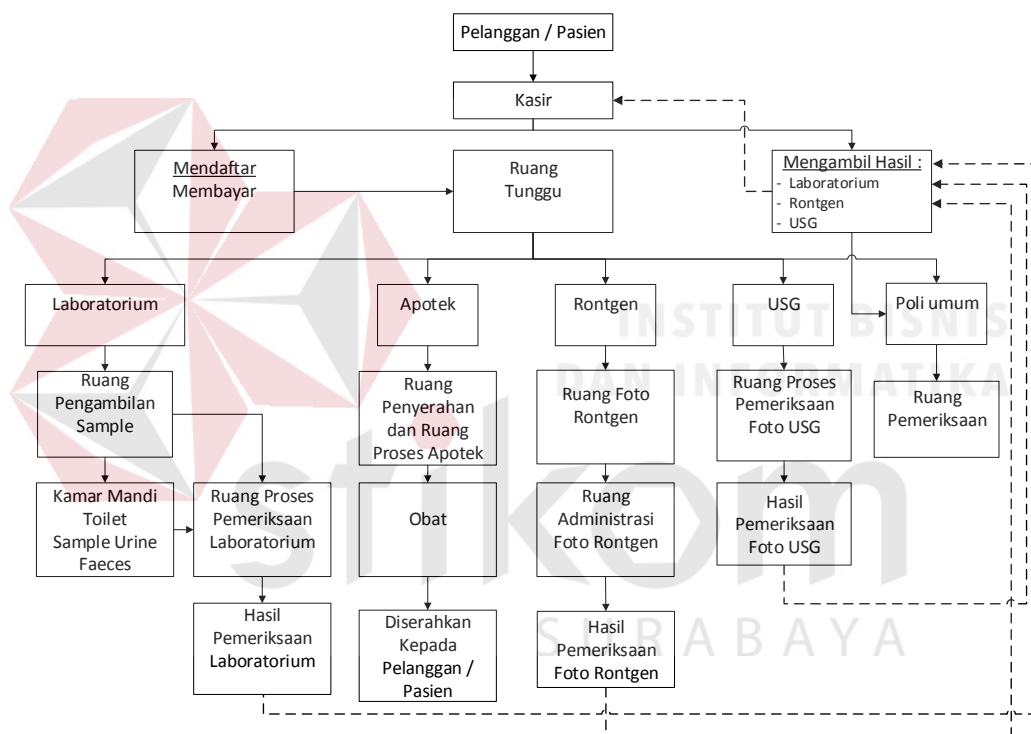 Pelanggan / Pasien
Kasir
Mendaftar
Membayar
Ruang
Tunggu
Mengambil Hasil :
- Laboratorium
- Rontgen
- USG
Laboratorium
Apotek
Rontgen
USG
Poli umum
INSTITUT BISNIS
DAN INFORMATIKA
Ruang
Pengambilan
Sample
Ruang
Penyerahan
dan Ruang
Proses Apotek
Ruang Foto
Rontgen
Ruang Proses
Pemeriksaan
Foto USG
Ruang
Pemeriksaan
Kamar Mandi
Toilet
Sample Urine
Faeces
Ruang Proses
Pemeriksaan
Laboratorium
Obat
Ruang
Administrasi
Foto Rontgen
Hasil
Pemeriksaan
Foto USG
stikom
SURABAYA
Hasil
Pemeriksaan
Laboratorium
Diserahkan
Kepada
Pelanggan /
Pasien
Hasil
Pemeriksaan
Foto Rontgen